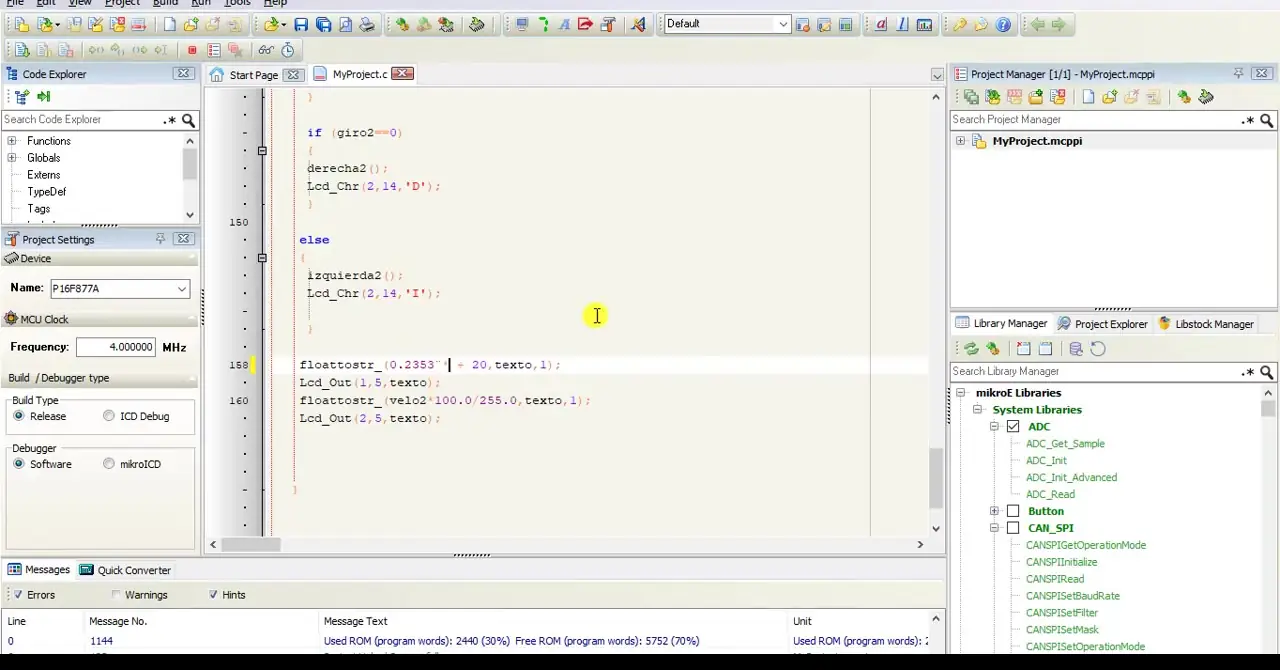 File Edit View Project Build Run Tools Help
Default
Code Explorer
Start Page
MyProject.c
Project Manager [1/1] - MyProject.mcppi
Search Code Explorer
.*
Functions
Globals
Externs
TypeDef
Tags
Project Settings
Device
Name: P16F877A
MCU Clock
Frequency: 4.000000 MHz
Build / Debugger type
Build Type
Release ICD Debug
Debugger
Software mikroICD
}
if (giro2==0)
{
derecha2();
Lcd_Chr(2,14,'D');
}
150
else
{
izquierda2();
Lcd_Chr(2,14,'I');
}
158 floattostr_(0.2353¨* + 20,texto,1);
Lcd_Out(1,5,texto);
160 floattostr_(velo2*100.0/255.0,texto,1);
Lcd_Out(2,5,texto);
}
Search Project Manager
.*
MyProject.mcppi
Library Manager Project Explorer Libstock Manager
Search Library Manager
.*
mikroE Libraries
System Libraries
ADC
ADC_Get_Sample
ADC_Init
ADC_Init_Advanced
ADC_Read
Button
CAN_SPI
CANSPIGetOperationMode
CANSPIInitialize
CANSPIRead
CANSPISetBaudRate
CANSPISetFilter
CANSPISetMask
CANSPISetOperationMode
Messages Quick Converter
Errors Warnings Hints
Line Message No. Message Text Unit
0 1144 Used ROM (program words): 2440 (30%) Free ROM (program words): 5752 (70%) Used ROM (program words): 2